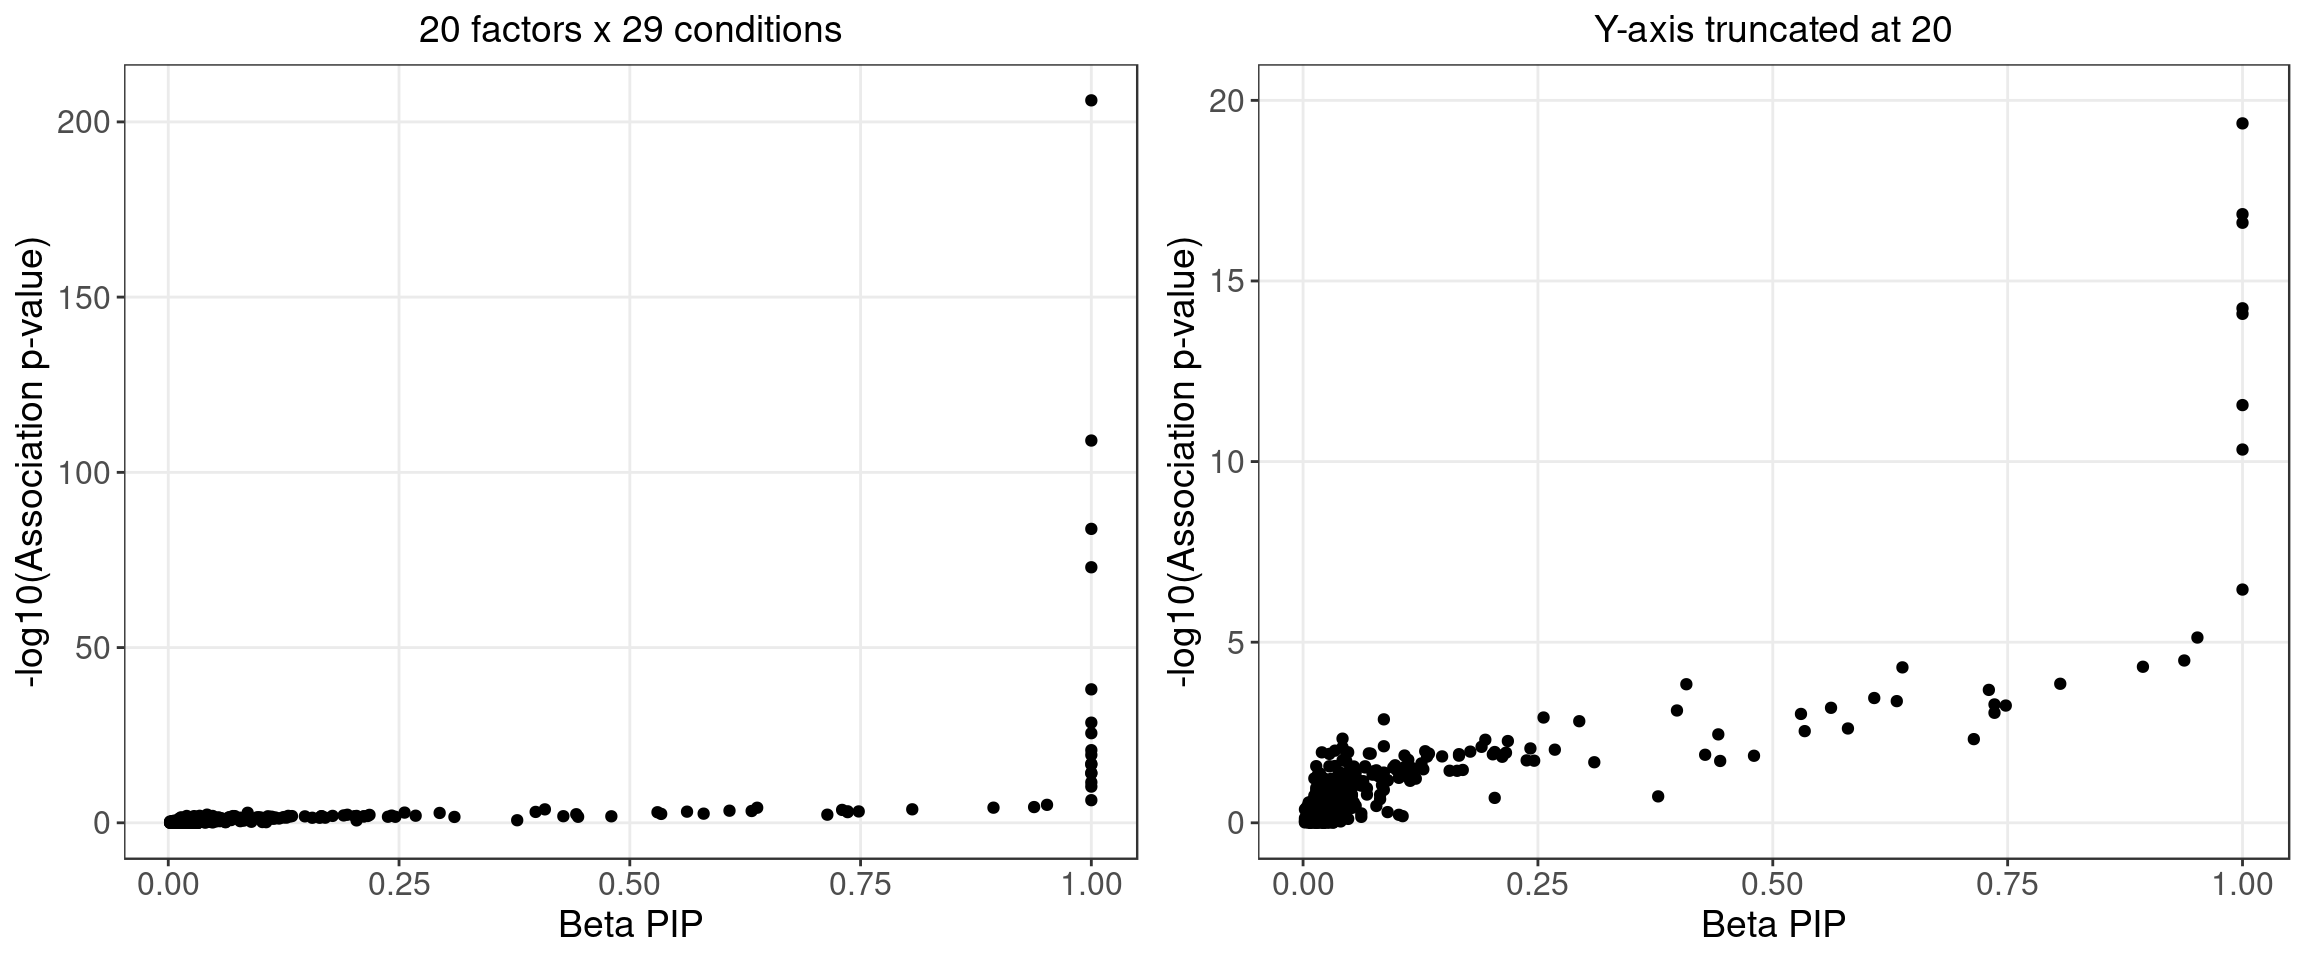 20 factors x 29 conditions
-log10(Association p-value)
200
150
100
50
0
0.00 0.25 0.50 0.75 1.00
Beta PIP
Y-axis truncated at 20
-log10(Association p-value)
20
15
10
5
0
0.00 0.25 0.50 0.75 1.00
Beta PIP